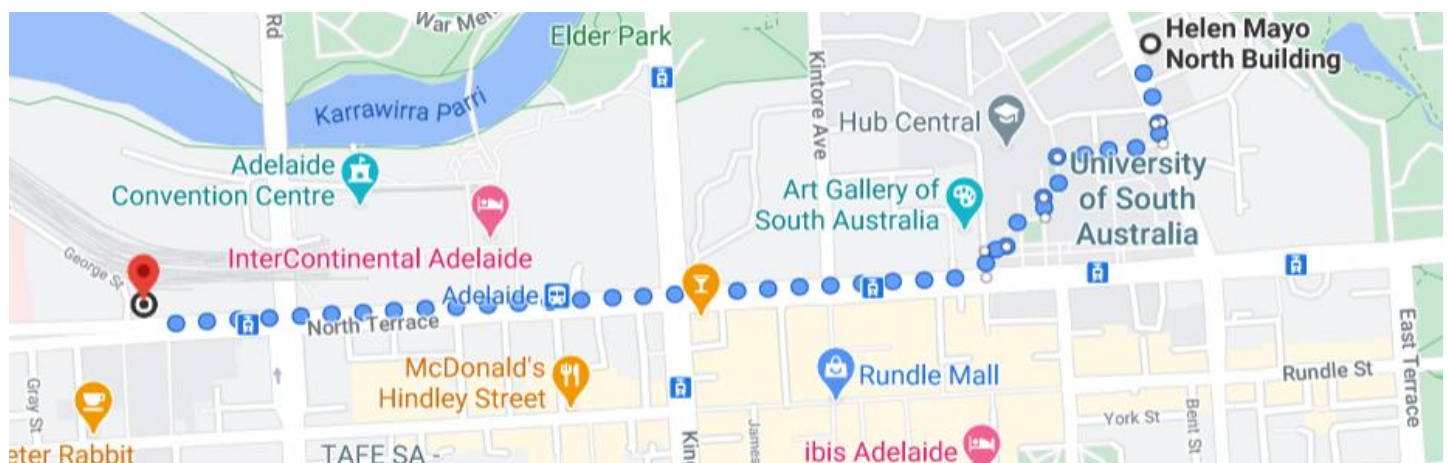 Rd
War Mem
Elder Park
Helen Mayo
North Building
Karrawirra Parri
Kintore Ave
Hub Central
Adelaide
Convention Centre
Art Gallery of
South Australia
University
of South
Australia
George St
InterContinental Adelaide
Adelaide
North Terrace
McDonald's
Hindley Street
Rundle Mall
Rundle St
East Terrace
Gray St
York St
Bent St
James
King
eter Rabbit
TAFE SA -
ibis Adelaide